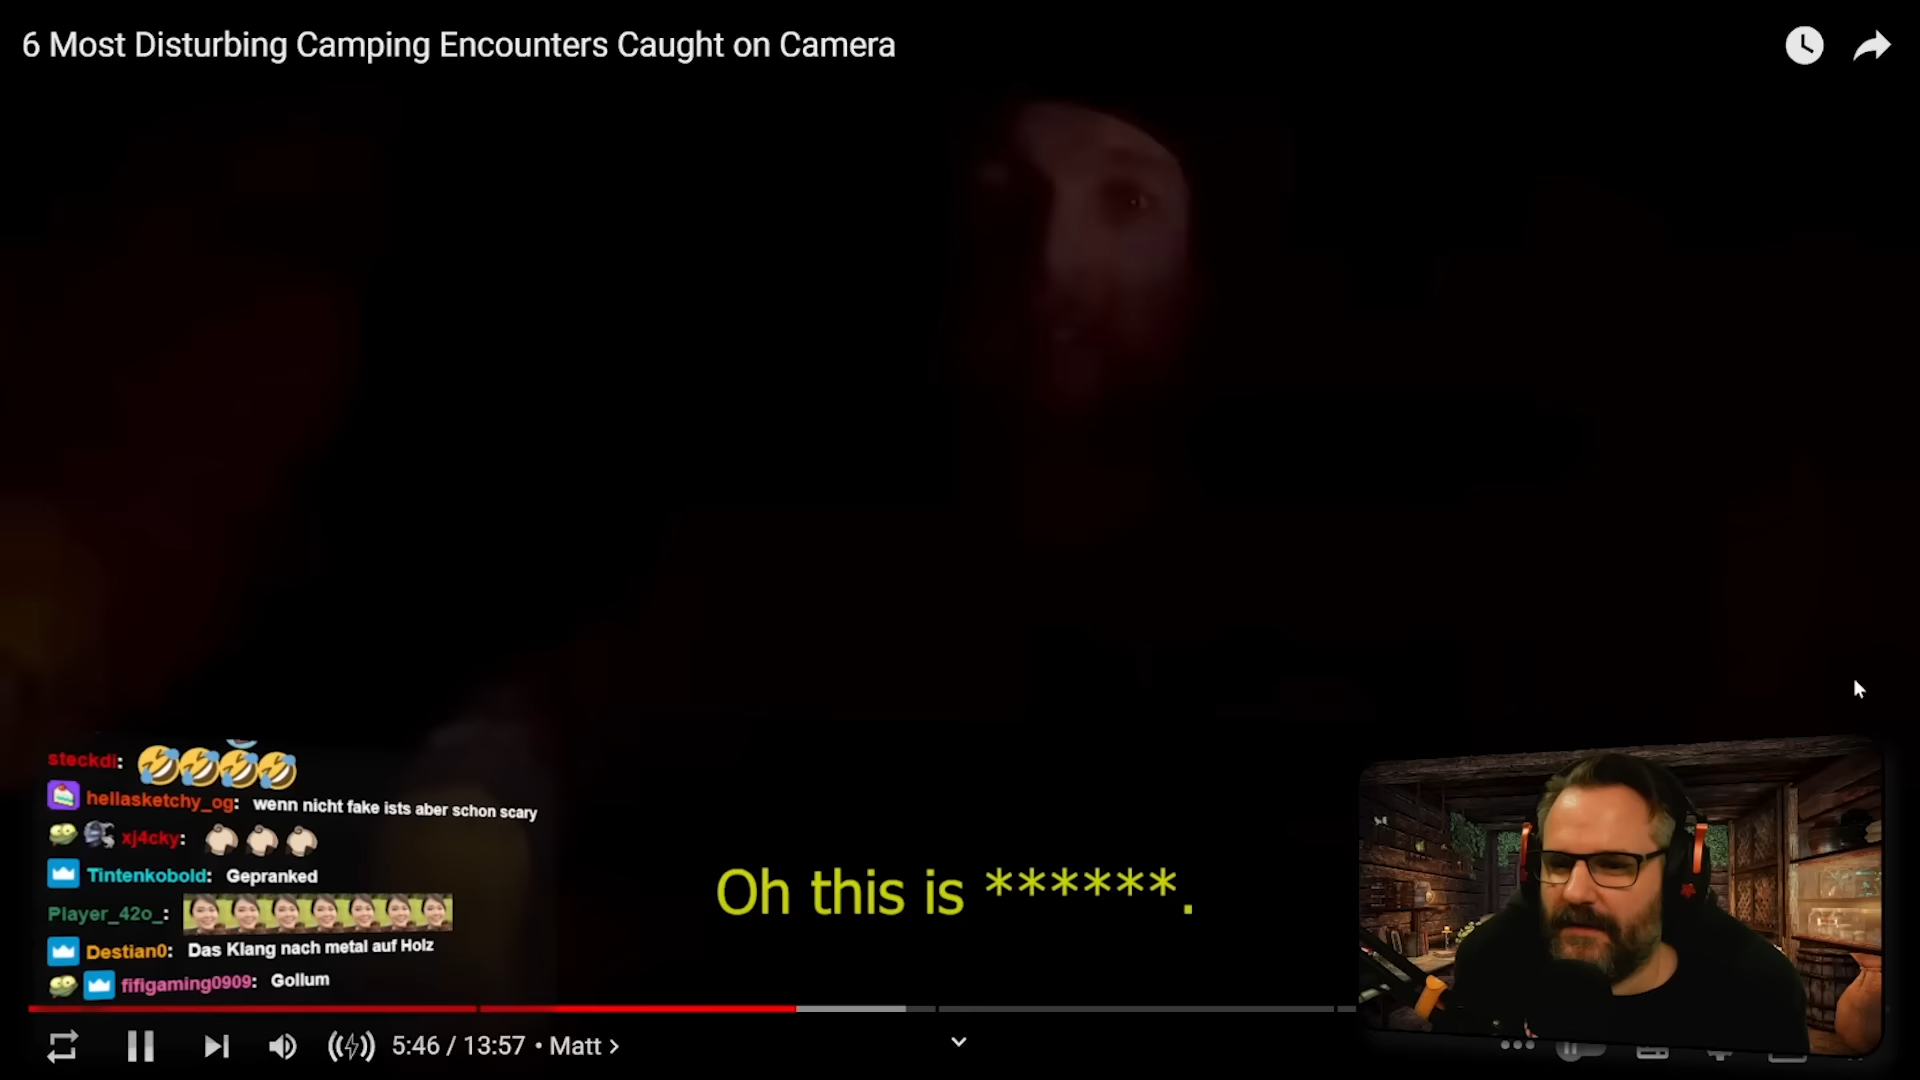 6 Most Disturbing Camping Encounters Caught on Camera
steckdi:
hellasketchy_og: wenn nicht fake ists aber schon scary
xj4cky:
Tintenkobold: Gepranked
Player_42o_:
Destian0: Das Klang nach metal auf Holz
fifigaming0909: Gollum
Oh this is ******.
5:46 / 13:57 • Matt >